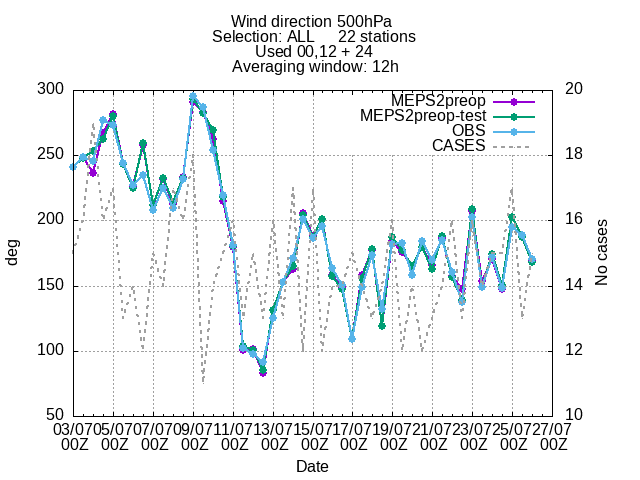 Wind direction 500hPa
Selection: ALL 22 stations
Used 00,12 + 24
Averaging window: 12h
MEPS2preop
MEPS2preop-test
OBS
CASES
300
250
200
150
100
50
deg
20
18
16
14
12
10
No cases
03/07 05/07 07/07 09/07 11/07 13/07 15/07 17/07 19/07 21/07 23/07 25/07 27/07
00Z 00Z 00Z 00Z 00Z 00Z 00Z 00Z 00Z 00Z 00Z 00Z 00Z
Date